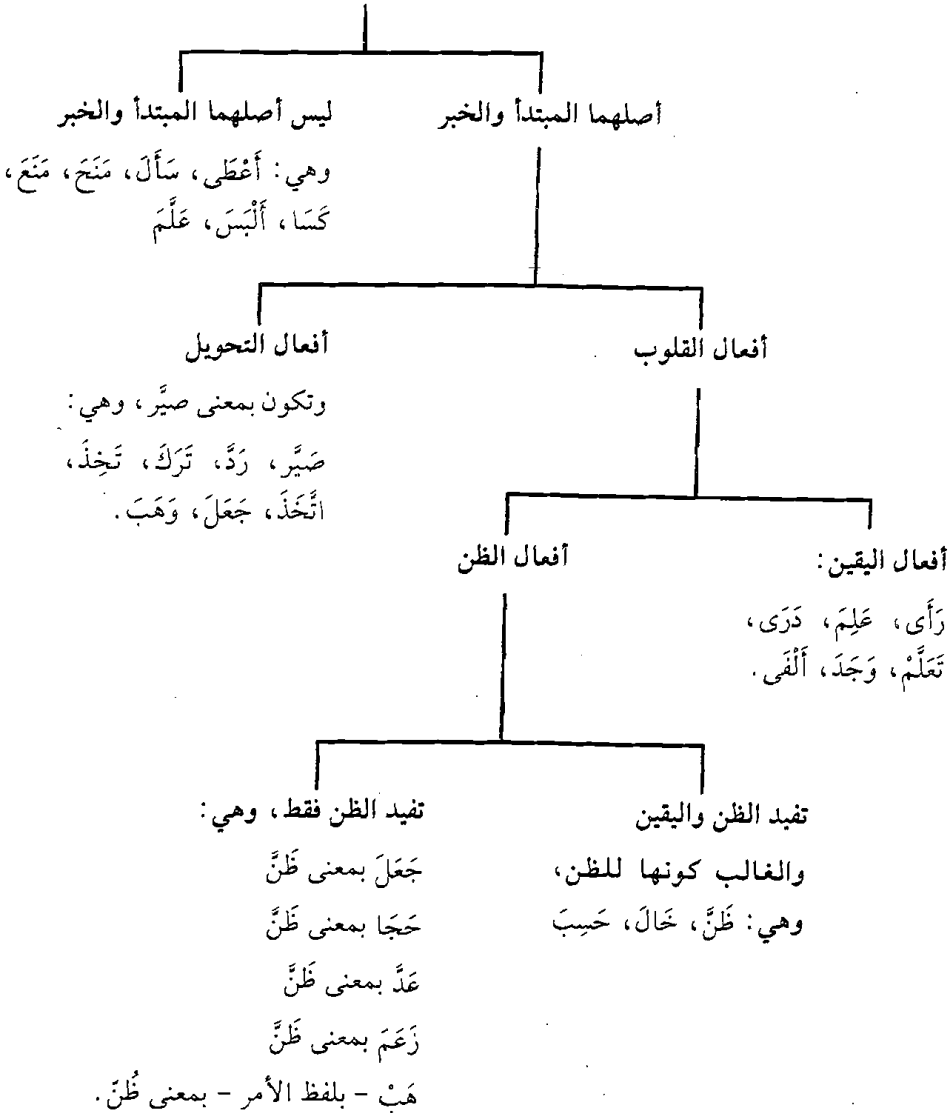 أصلهما المبتدأ والخبر
ليس أصلهما المبتدأ والخبر
وهي: أَعْطَى، سَأَلَ، مَنَحَ، مَنَعَ،
كَسَا، أَلْبَسَ، عَلَّمَ
أفعال القلوب
أفعال التحويل
وتكون بمعنى صيَّر، وهي:
صَيَّر، رَدَّ، تَرَكَ، تَخِذَ،
اتَّخَذَ، جَعَلَ، وَهَبَ.
أفعال اليقين:
رَأَى، عَلِمَ، دَرَى،
تَعَلَّمْ، وَجَدَ، أَلْفَى.
أفعال الظن
تفيد الظن واليقين
والغالب كونها للظن،
وهي: ظَنَّ، خَالَ، حَسِبَ
تفيد الظن فقط، وهي:
جَعَلَ بمعنى ظَنَّ
حَجَا بمعنى ظَنَّ
عَدَّ بمعنى ظَنَّ
زَعَمَ بمعنى ظَنَّ
هَبْ - بلفظ الأمر - بمعنى ظُنّ.